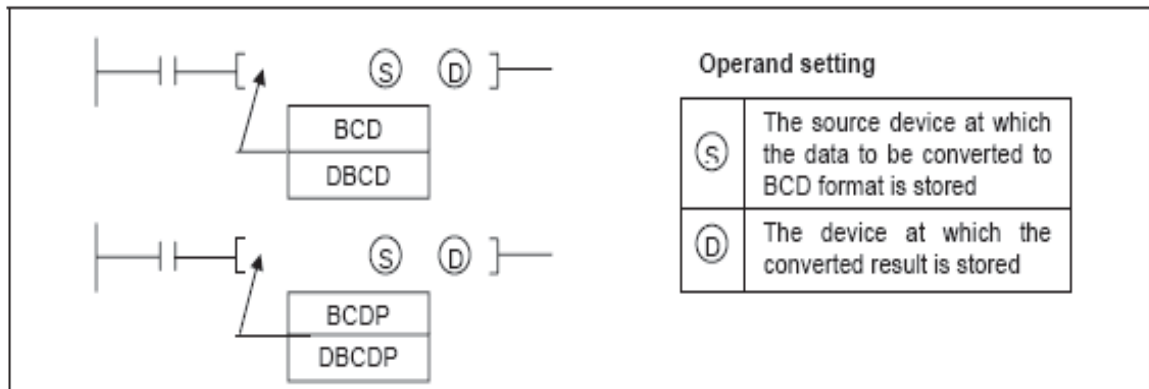 S D
BCD
DBCD
S D
BCDP
DBCDP
Operand setting
S
The source device at which
the data to be converted to
BCD format is stored
D
The device at which the
converted result is stored